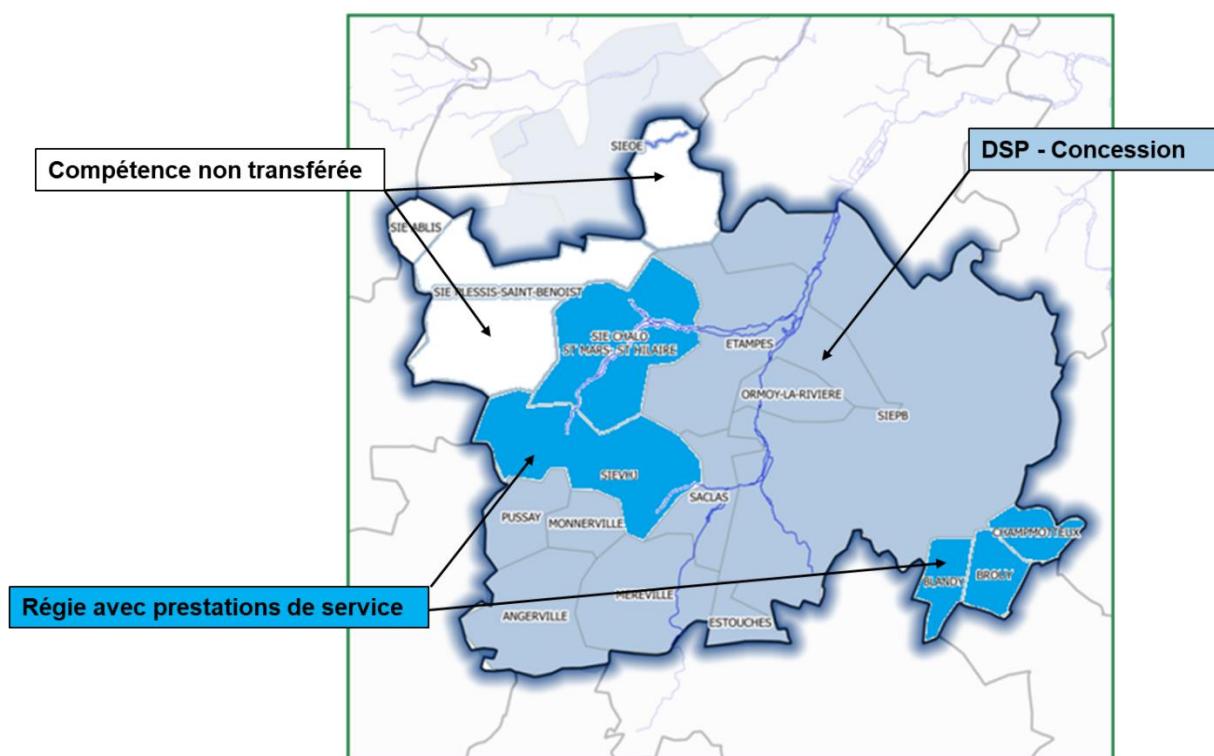 SIEOE
DSP - Concession
Compétence non transférée
SIE ABLIS
SIE PLESSIS-SAINT-BENOIST
SIE CHALO
ST MARS- ST HILAIRE
ETAMPES
ORMOY-LA-RIVIERE
SIEPB
SIEVHJ
SACLAS
PUSSAY
MONNERVILLE
CHAMPMOTTEUX
BLANDY
BROUY
Régie avec prestations de service
MEREVILLE
ANGERVILLE
ESTOUCHES